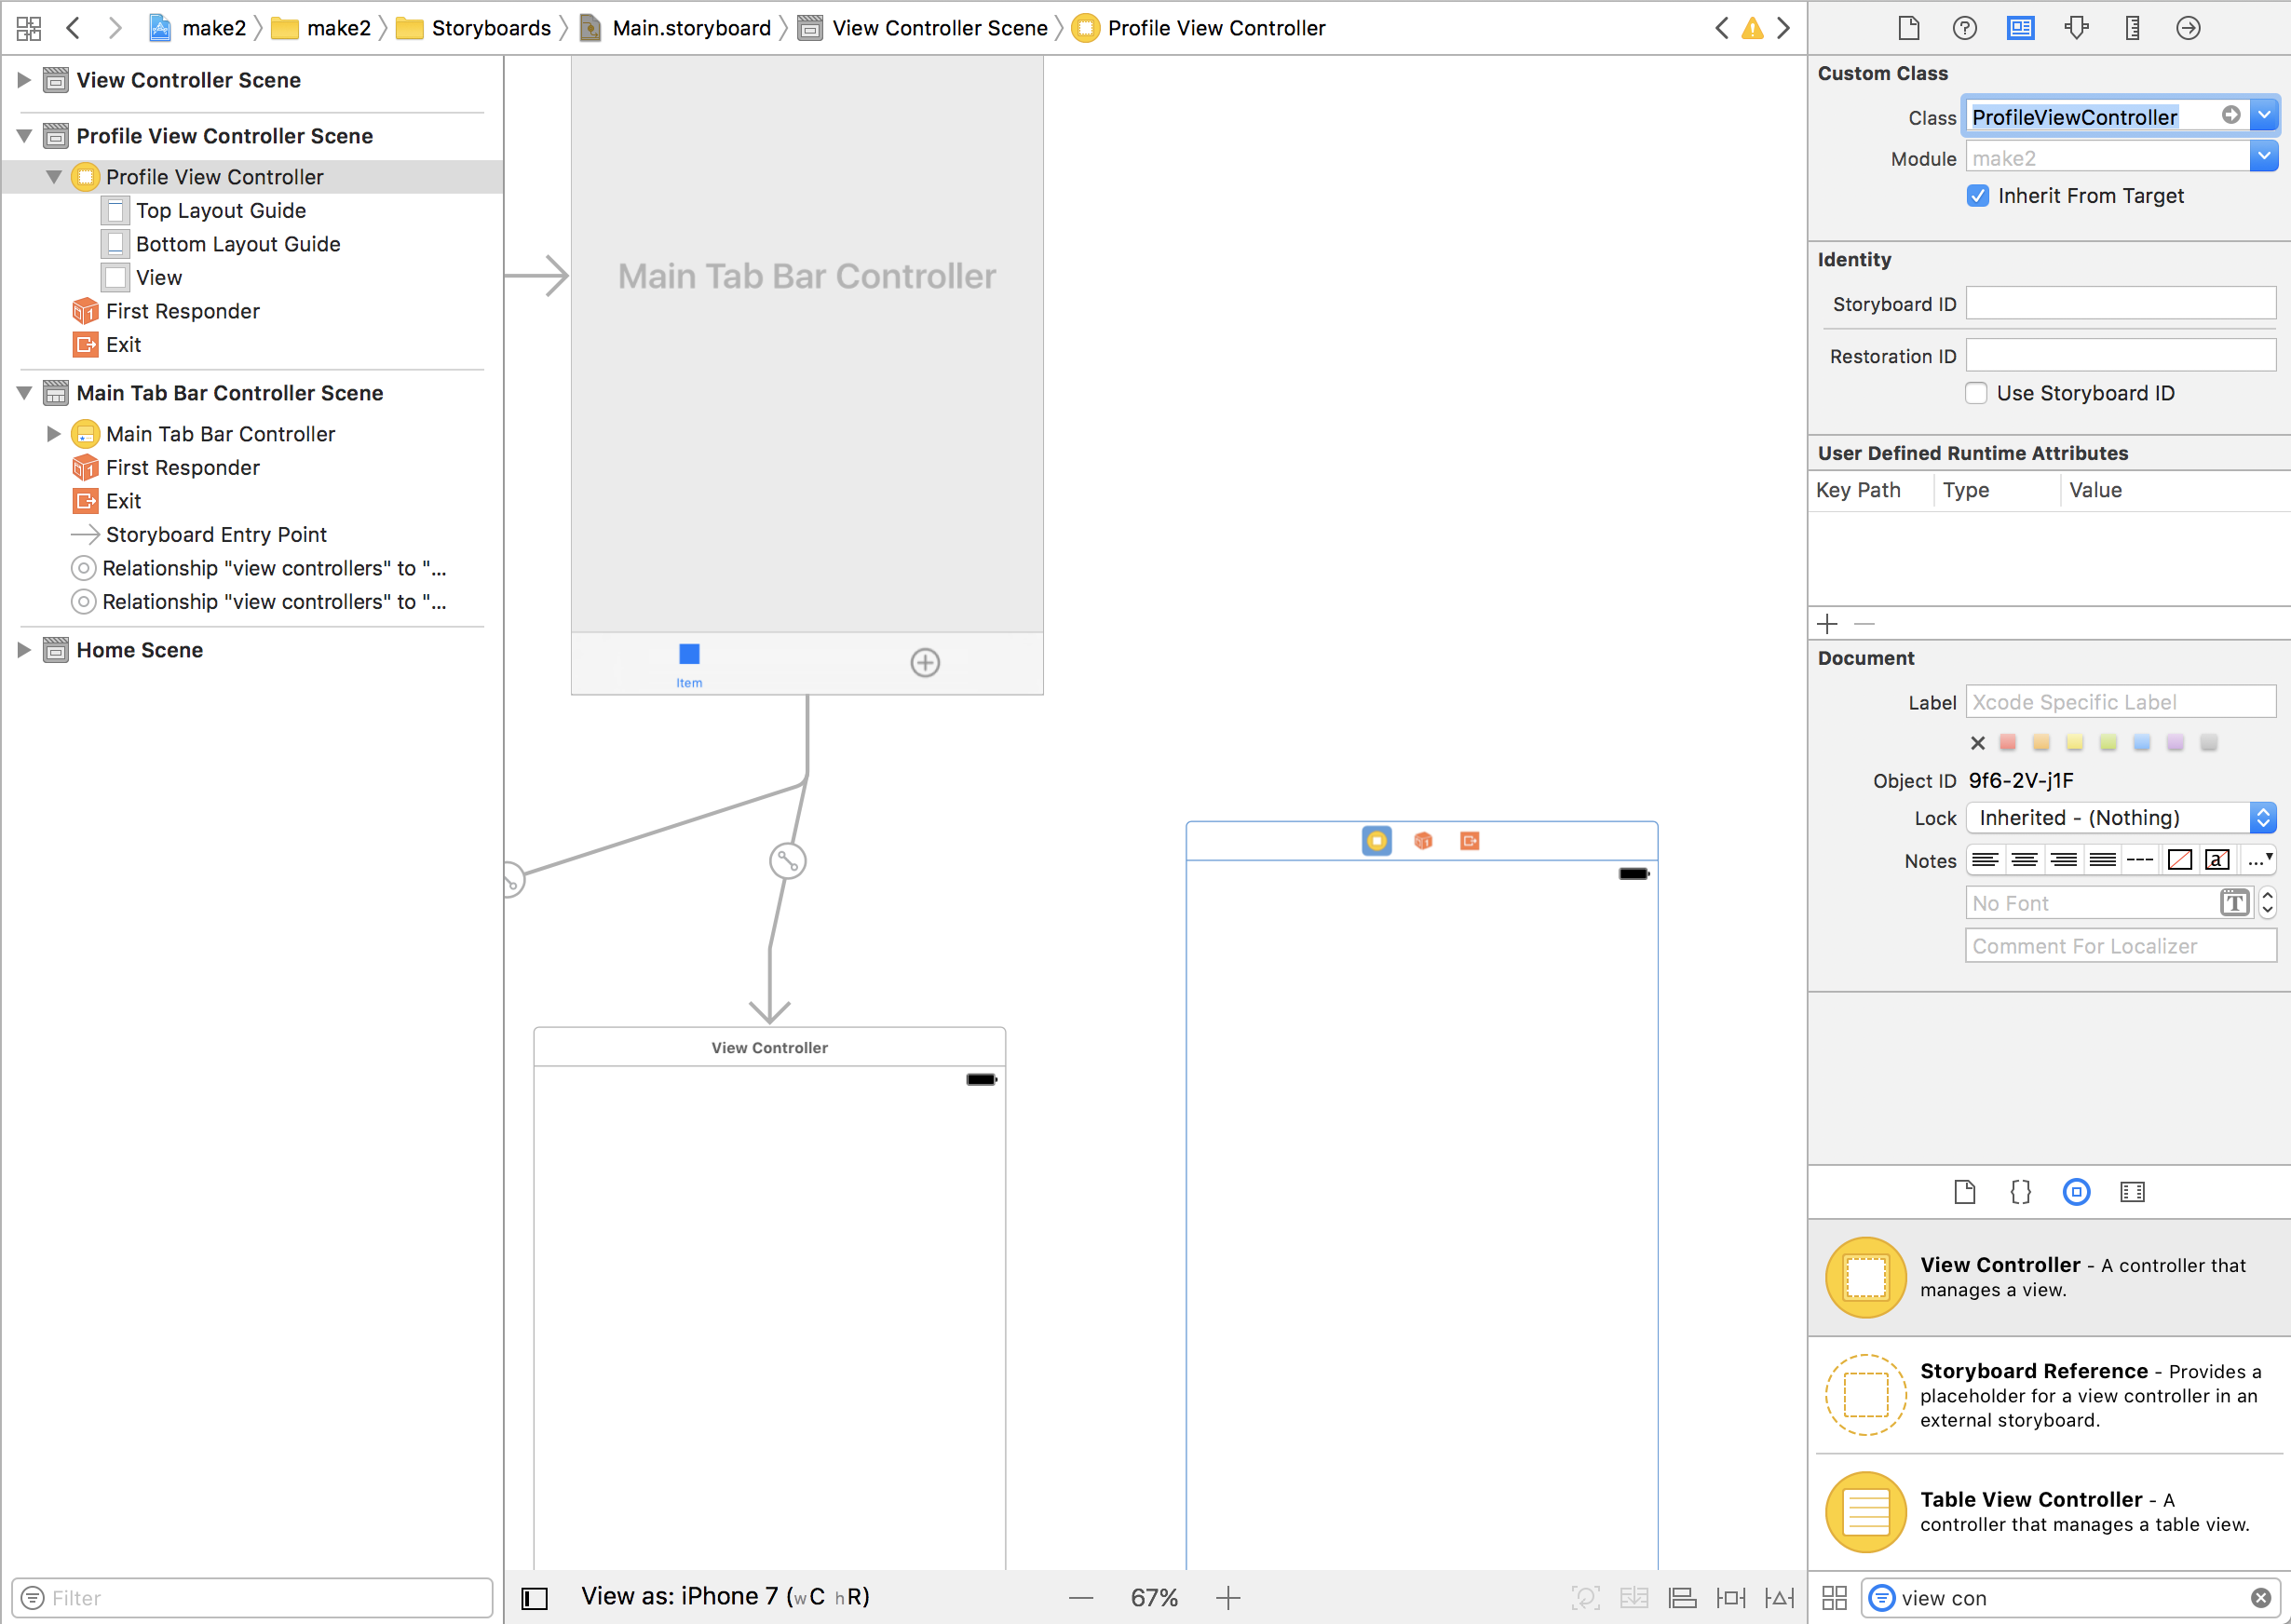 make2 make2 Storyboards Main.storyboard View Controller Scene Profile View Controller
View Controller Scene
Profile View Controller Scene
Profile View Controller
Top Layout Guide
Bottom Layout Guide
View
First Responder
Exit
Main Tab Bar Controller Scene
Main Tab Bar Controller
First Responder
Exit
Storyboard Entry Point
Relationship "view controllers" to "...
Relationship "view controllers" to "...
Home Scene
Filter
Main Tab Bar Controller
Item
View Controller
View as: iPhone 7 (wC hR)
67%
Custom Class
Class ProfileViewController
Module make2
Inherit From Target
Identity
Storyboard ID
Restoration ID
Use Storyboard ID
User Defined Runtime Attributes
Key Path Type Value
Document
Label Xcode Specific Label
Object ID 9f6-2V-j1F
Lock Inherited - (Nothing)
Notes
No Font
Comment For Localizer
View Controller - A controller that
manages a view.
Storyboard Reference - Provides a
placeholder for a view controller in an
external storyboard.
Table View Controller - A
controller that manages a table view.
view con